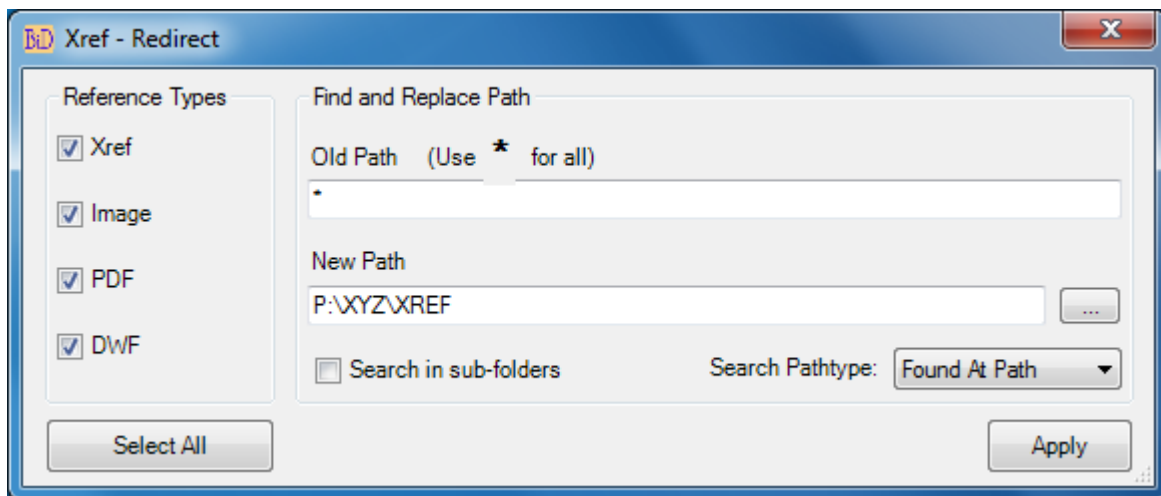 BiD Xref - Redirect
Reference Types
Xref
Image
PDF
DWF
Select All
Find and Replace Path
Old Path (Use * for all)
*
New Path
P:\XYZ\XREF
...
Search in sub-folders
Search Pathtype: Found At Path
Apply